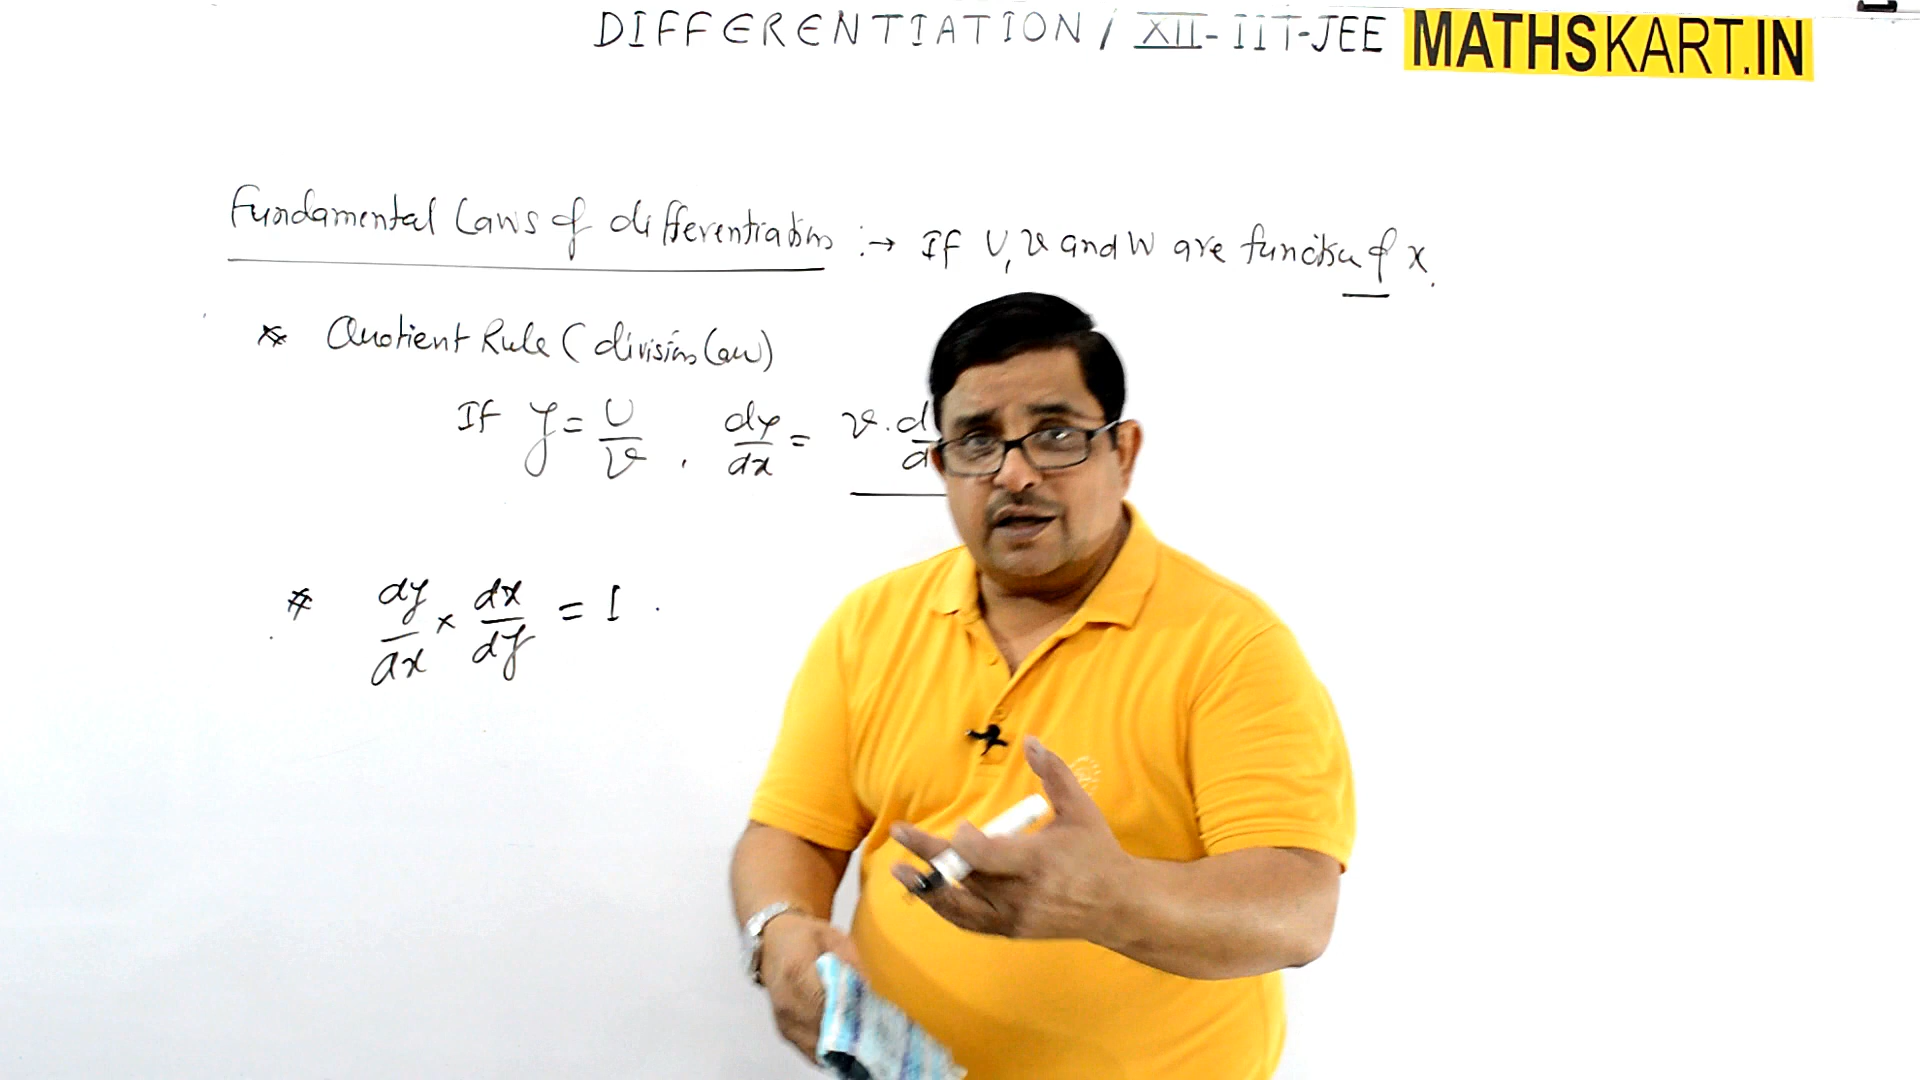 DIFFERENTIATION / XII-IIT-JEE MATHSKART.IN
Fundamental Laws of differentiation :→ If U, v and W are function of x.
* Quotient Rule (division law)
If y = U/v , dy/dx = v.d
* dy/dx × dx/dy = 1